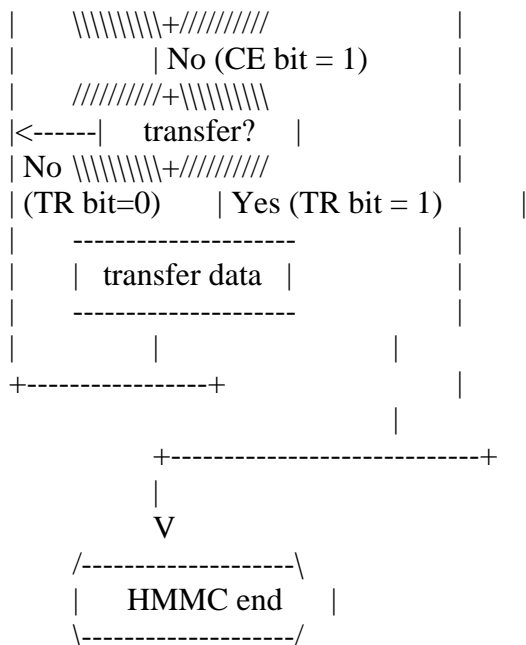 |     \\\\\\\\\\+//////////                |
|              | No (CE bit = 1)        |
|     //////////+\\\\\\\\\\                |
|<------|    transfer?    |              |
| No \\\\\\\\\\+//////////                |
| (TR bit=0)     | Yes (TR bit = 1)       |
|     ---------------------              |
|     |  transfer data  |                |
|     ---------------------              |
|              |                     |
+-----------------+                      |
|
+----------------------------+
|
V
/--------------------\
|    HMMC end    |
\--------------------/